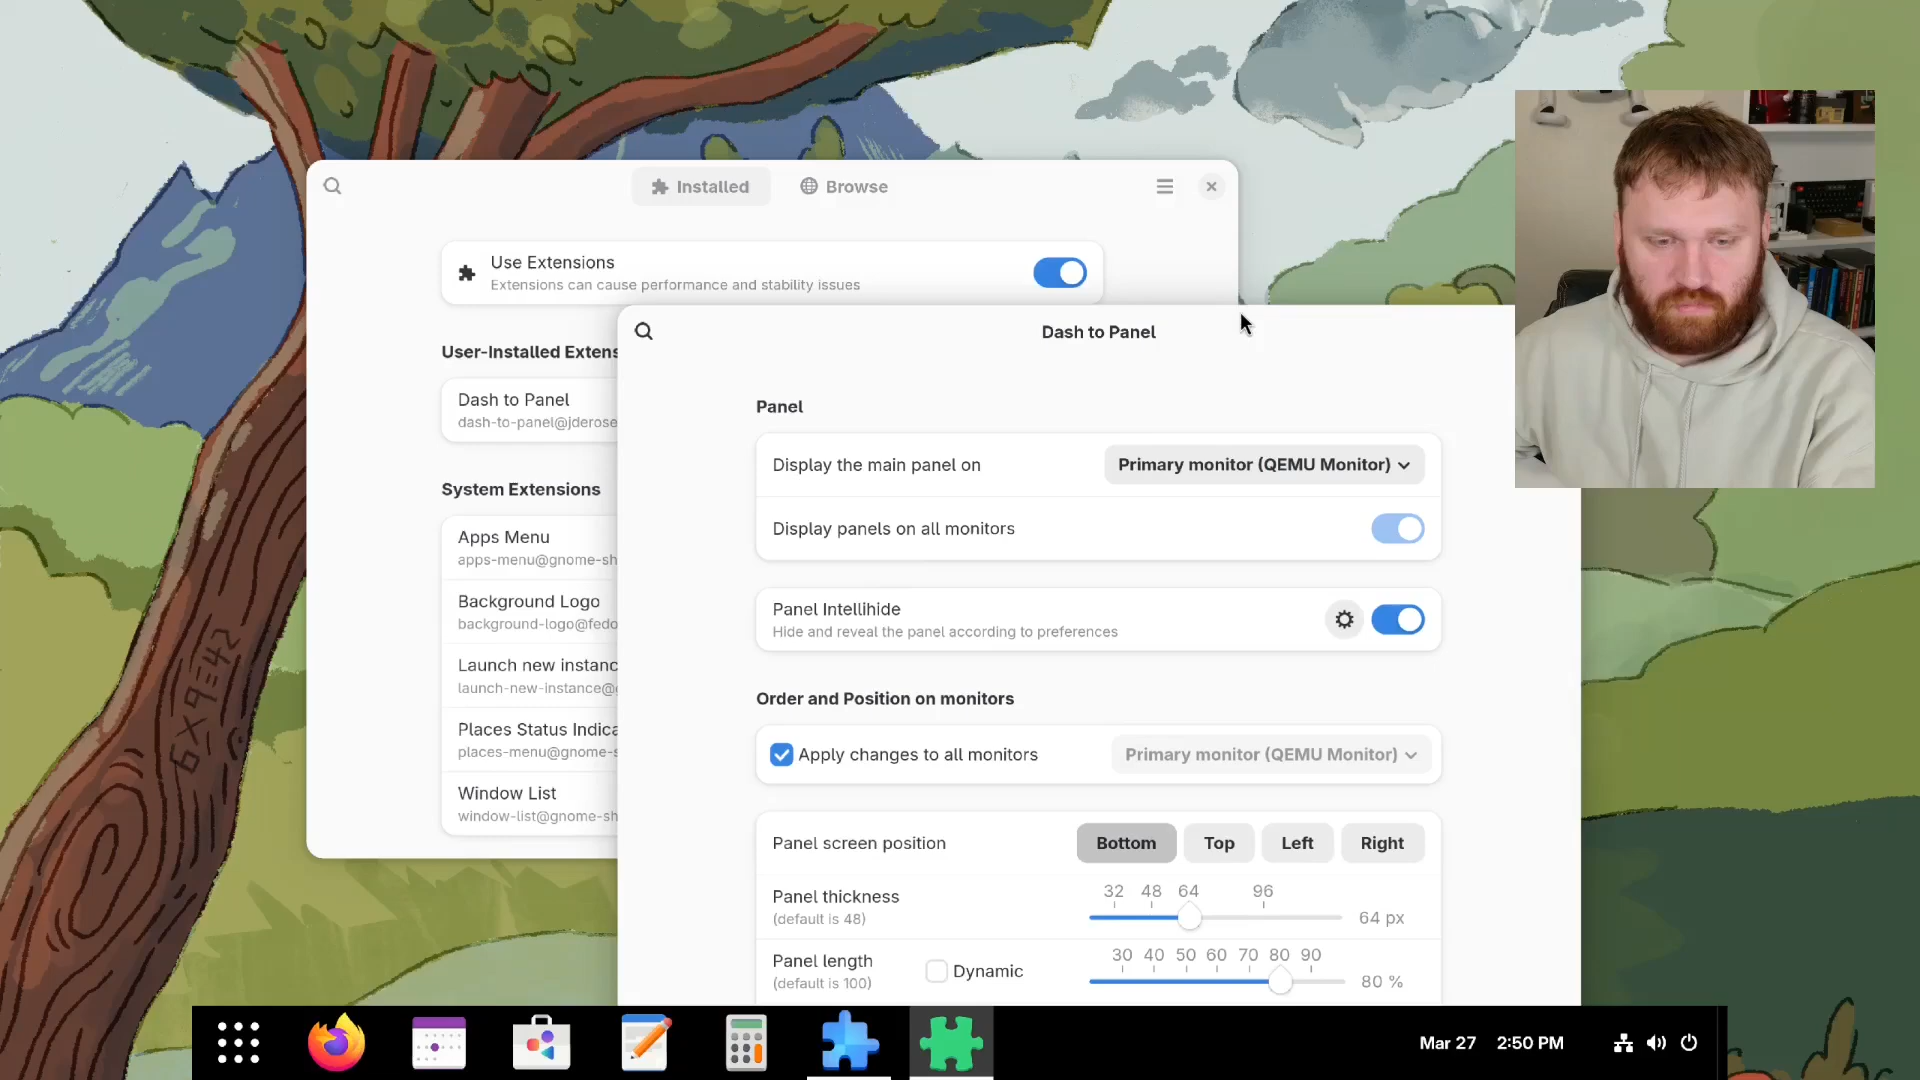 Installed
Browse
Use Extensions
Extensions can cause performance and stability issues
User-Installed Extens
Dash to Panel
dash-to-panel@jderose
System Extensions
Apps Menu
apps-menu@gnome-sh
Background Logo
background-logo@fedo
Launch new instanc
launch-new-instance@g
Places Status Indica
places-menu@gnome-s
Window List
window-list@gnome-sh
Dash to Panel
Panel
Display the main panel on
Primary monitor (QEMU Monitor)
Display panels on all monitors
Panel Intellihide
Hide and reveal the panel according to preferences
Order and Position on monitors
Apply changes to all monitors
Primary monitor (QEMU Monitor)
Panel screen position
Bottom Top Left Right
Panel thickness
(default is 48)
32 48 64 96
64 px
Panel length
(default is 100)
Dynamic
30 40 50 60 70 80 90
80 %
6×9=42
Mar 27 2:50 PM